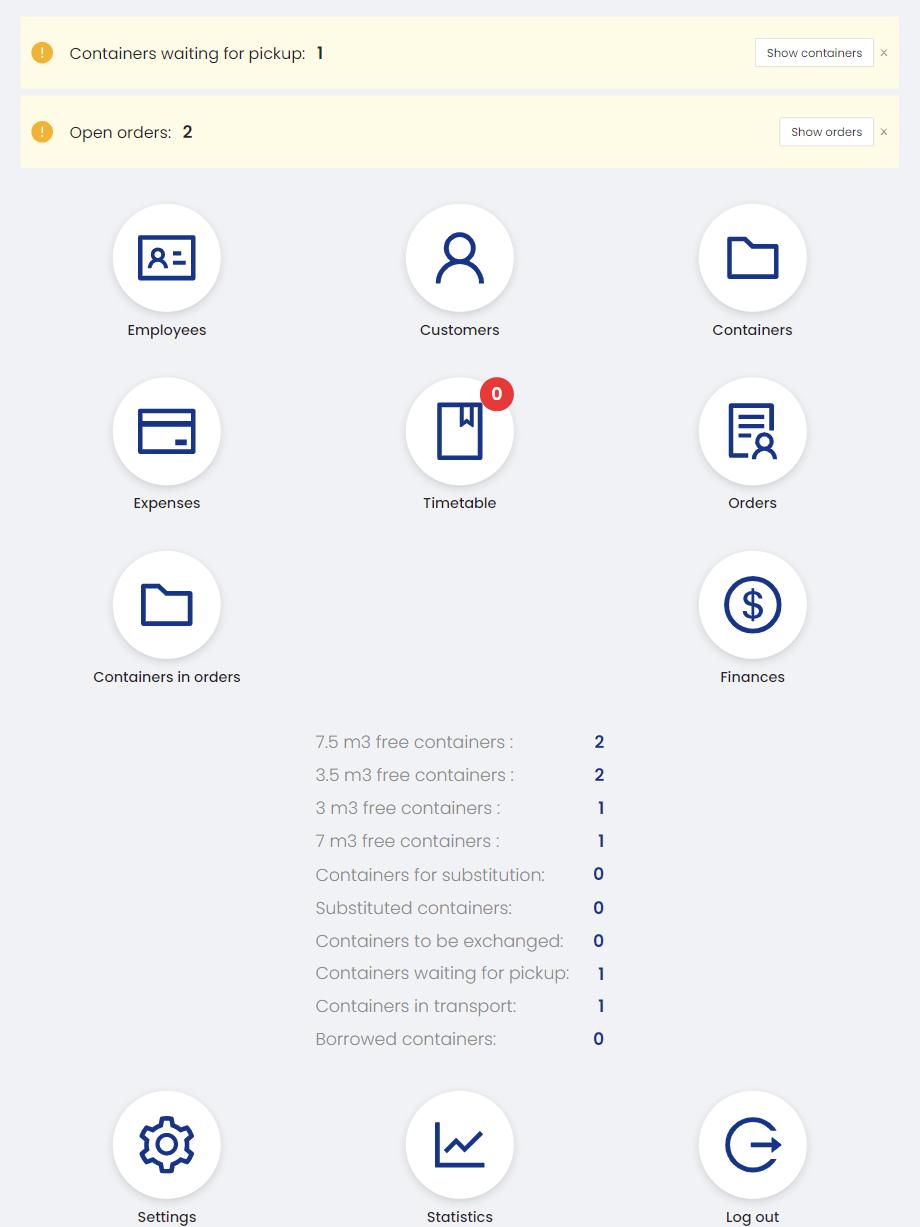 Containers waiting for pickup: 1 Show containers x
Open orders: 2 Show orders x
Employees Customers Containers
0
Expenses Timetable Orders
$
Containers in orders Finances
7.5 m3 free containers : 2
3.5 m3 free containers : 2
3 m3 free containers : 1
7 m3 free containers : 1
Containers for substitution: 0
Substituted containers: 0
Containers to be exchanged: 0
Containers waiting for pickup: 1
Containers in transport: 1
Borrowed containers: 0
Settings Statistics Log out